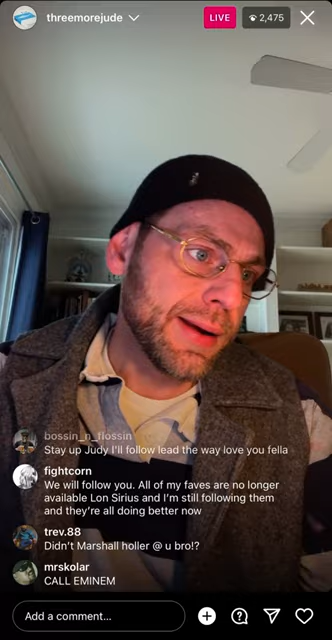 threemorejude
LIVE
2,475
bossin_n_flossin
Stay up Judy I'll follow lead the way love you fella
fightcorn
We will follow you. All of my faves are no longer
available Lon Sirius and I'm still following them
and they're all doing better now
trev.88
Didn't Marshall holler @ u bro!?
mrskolar
CALL EMINEM
Add a comment...